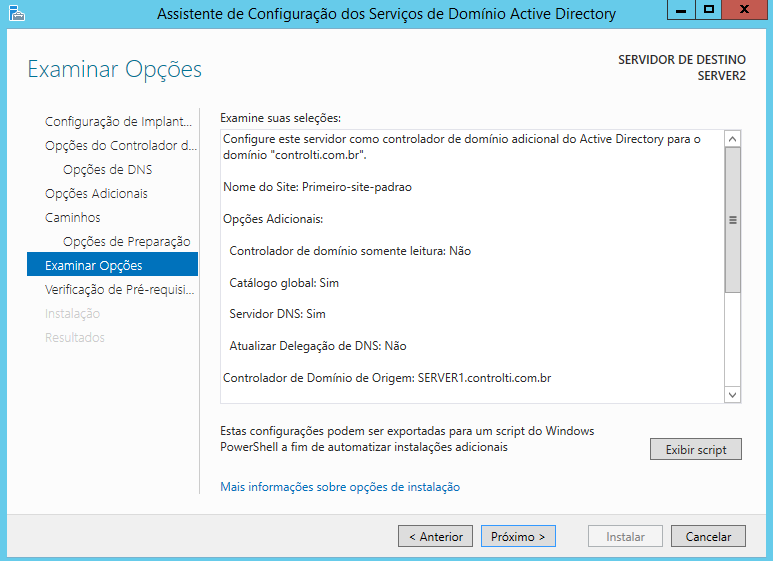 Assistente de Configuração dos Serviços de Domínio Active Directory
Examinar Opções
SERVIDOR DE DESTINO
SERVER2
Configuração de Implant...
Opções do Controlador d...
Opções de DNS
Opções Adicionais
Caminhos
Opções de Preparação
Examinar Opções
Verificação de Pré-requisi...
Instalação
Resultados
Examine suas seleções:
Configure este servidor como controlador de domínio adicional do Active Directory para o
domínio "controlti.com.br".
Nome do Site: Primeiro-site-padrao
Opções Adicionais:
Controlador de domínio somente leitura: Não
Catálogo global: Sim
Servidor DNS: Sim
Atualizar Delegação de DNS: Não
Controlador de Domínio de Origem: SERVER1.controlti.com.br
Estas configurações podem ser exportadas para um script do Windows
PowerShell a fim de automatizar instalações adicionais
Exibir script
Mais informações sobre opções de instalação
< Anterior
Próximo >
Instalar
Cancelar